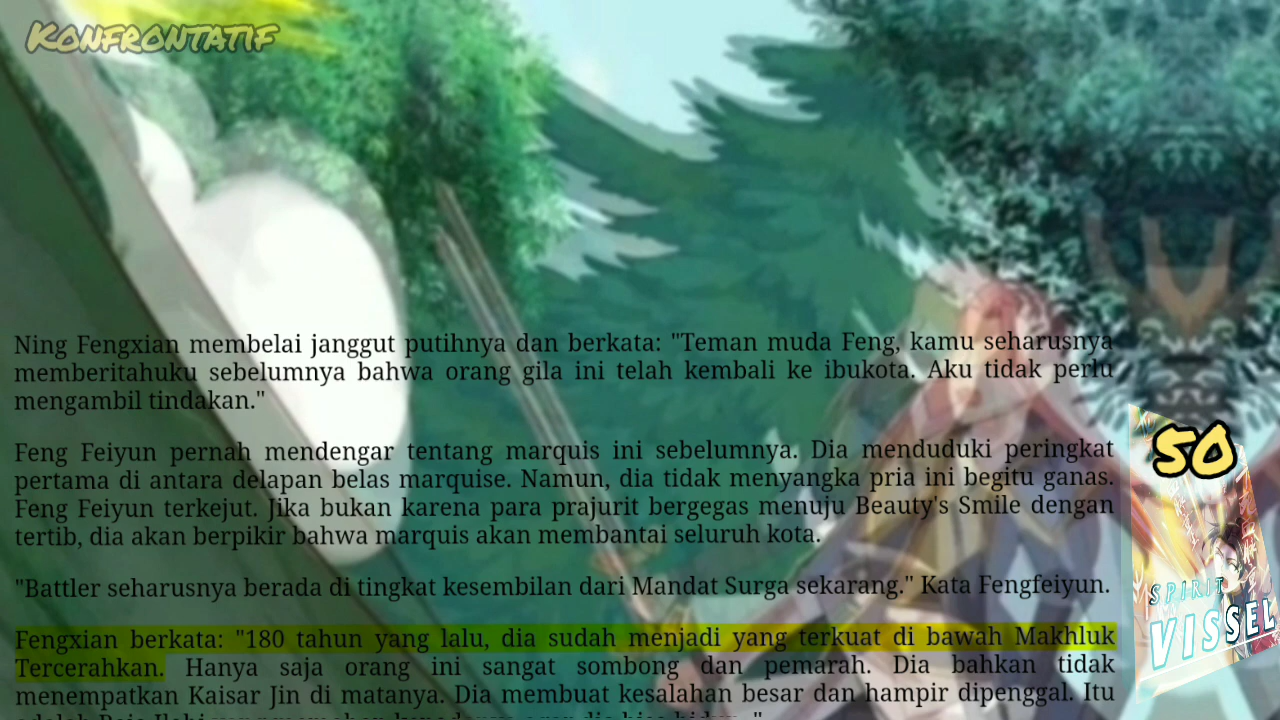 Konfrontatif
Ning Fengxian membelai janggut putihnya dan berkata: "Teman muda Feng, kamu seharusnya
memberitahuku sebelumnya bahwa orang gila ini telah kembali ke ibukota. Aku tidak perlu
mengambil tindakan."
Feng Feiyun pernah mendengar tentang marquis ini sebelumnya. Dia menduduki peringkat
pertama di antara delapan belas marquise. Namun, dia tidak menyangka pria ini begitu ganas.
Feng Feiyun terkejut. Jika bukan karena para prajurit bergegas menuju Beauty's Smile dengan
tertib, dia akan berpikir bahwa marquis akan membantai seluruh kota.
"Battler seharusnya berada di tingkat kesembilan dari Mandat Surga sekarang." Kata Fengfeiyun.
Fengxian berkata: "180 tahun yang lalu, dia sudah menjadi yang terkuat di bawah Makhluk
Tercerahkan. Hanya saja orang ini sangat sombong dan pemarah. Dia bahkan tidak
menempatkan Kaisar Jin di matanya. Dia membuat kesalahan besar dan hampir dipenggal. Itu
50
SPIRIT
VISSEL